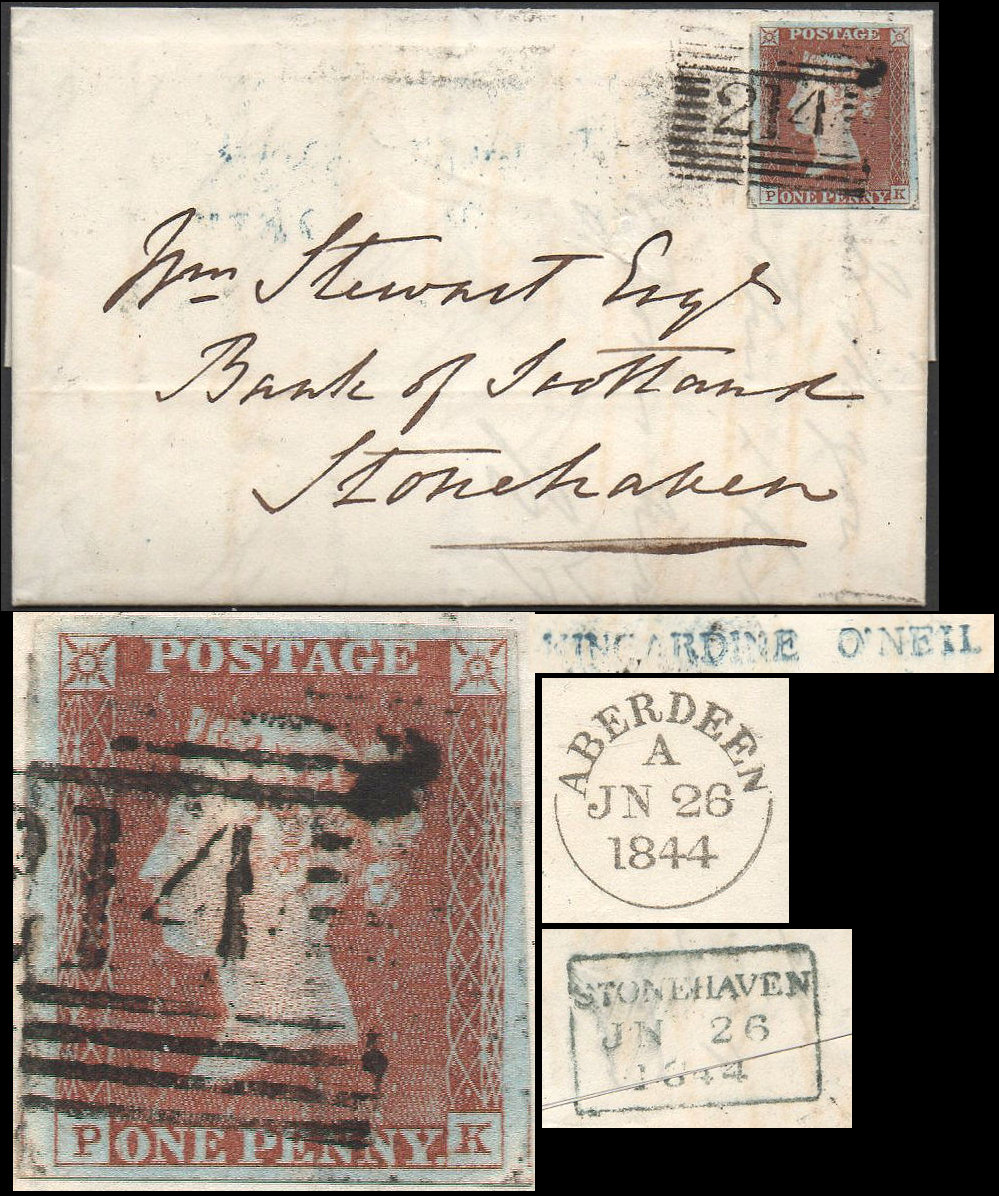 POSTAGE
214
P ONE PENNY. K
Wm Stewart Esqr
Bank of Scotland
Stonehaven
POSTAGE
214
P ONE PENNY. K
KINCARDINE O'NEIL
ABERDEEN
A
JN 26
1844
STONEHAVEN
JN 26
1844